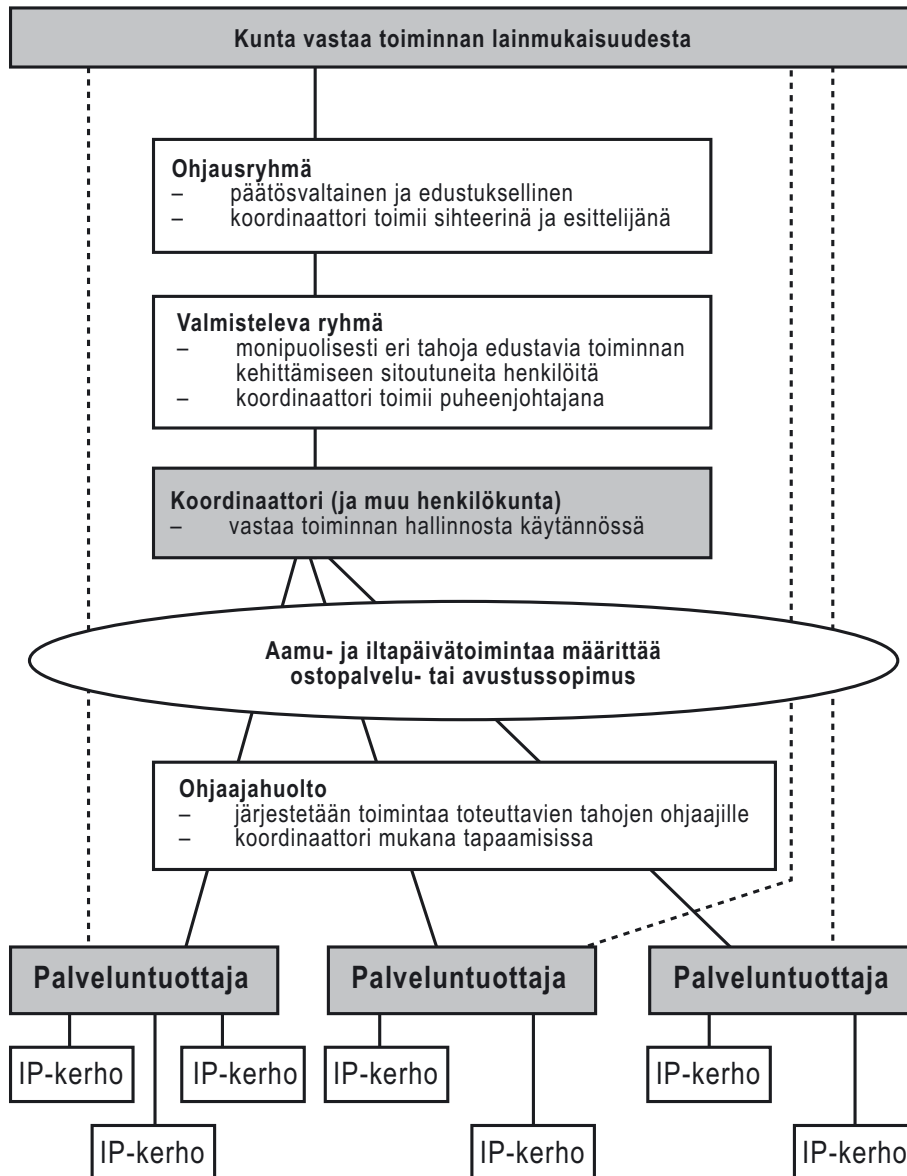 Kunta vastaa toiminnan lainmukaisuudesta
Ohjausryhmä
– päätösvaltainen ja edustuksellinen
– koordinaattori toimii sihteerinä ja esittelijänä
Valmisteleva ryhmä
– monipuolisesti eri tahoja edustavia toiminnan
kehittämiseen sitoutuneita henkilöitä
– koordinaattori toimii puheenjohtajana
Koordinaattori (ja muu henkilökunta)
– vastaa toiminnan hallinnosta käytännössä
Aamu- ja iltapäivätoimintaa määrittää
ostopalvelu- tai avustussopimus
Ohjaajahuolto
– järjestetään toimintaa toteuttavien tahojen ohjaajille
– koordinaattori mukana tapaamisissa
Palveluntuottaja
Palveluntuottaja
Palveluntuottaja
IP-kerho
IP-kerho
IP-kerho
IP-kerho
IP-kerho
IP-kerho
IP-kerho